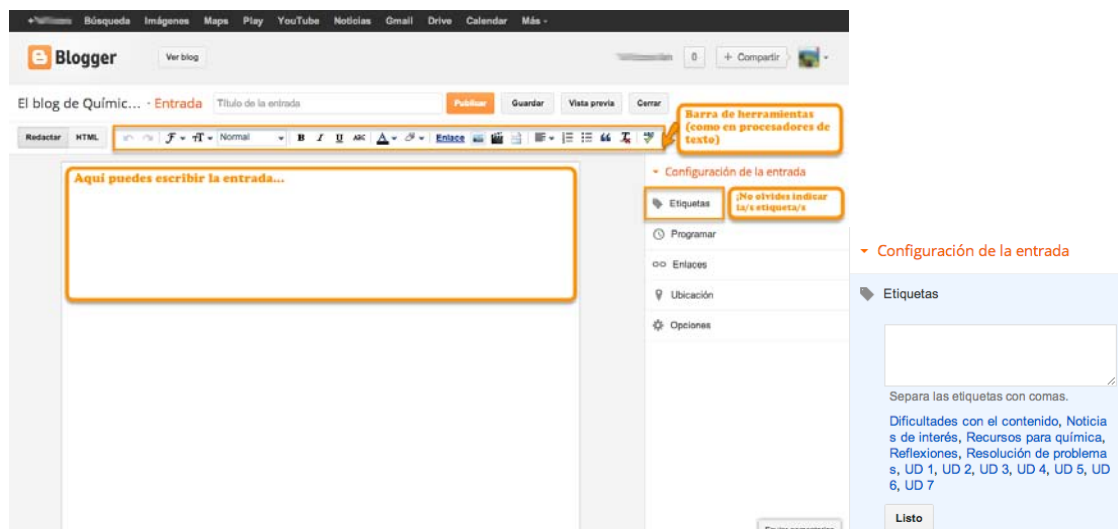 Búsqueda Imágenes Maps Play YouTube Noticias Gmail Drive Calendar Más
Blogger Ver blog 0 + Compartir
El blog de Químic... · Entrada Título de la entrada Publicar Guardar Vista previa Cerrar
Barra de herramientas
(como en procesadores de
texto)
Redactar HTML Normal B I U ABC A Enlace
Aquí puedes escribir la entrada...
Configuración de la entrada
Etiquetas
¡No olvides indicar
la/s etiqueta/s
Programar
Enlaces
Ubicación
Opciones
Enviar comentarios
Configuración de la entrada
Etiquetas
Separa las etiquetas con comas.
Dificultades con el contenido, Noticia
s de interés, Recursos para química,
Reflexiones, Resolución de problema
s, UD 1, UD 2, UD 3, UD 4, UD 5, UD
6, UD 7
Listo